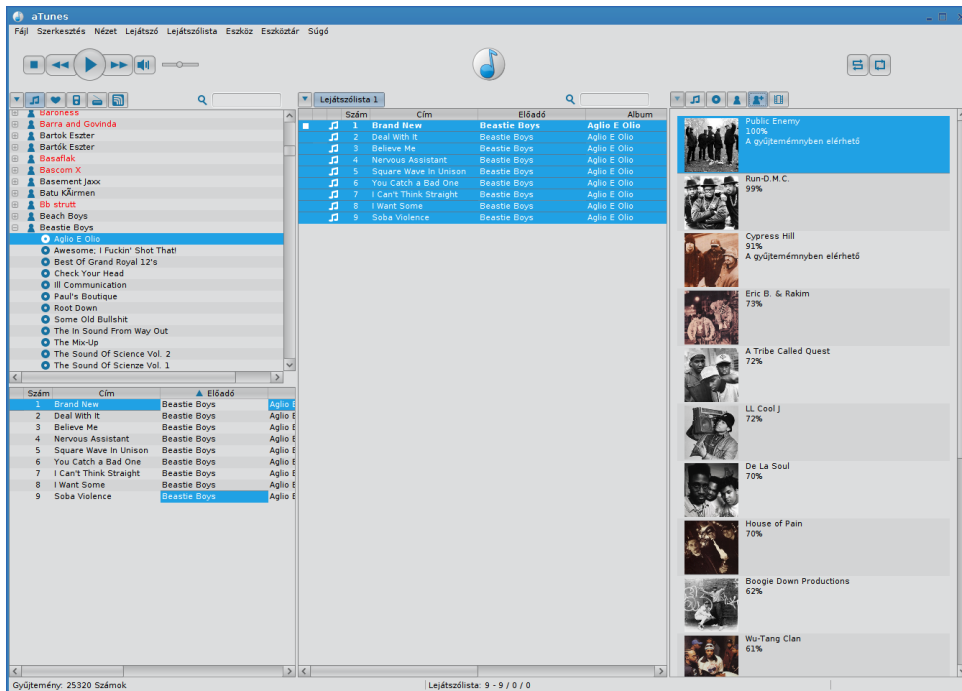 aTunes
Fájl Szerkesztés Nézet Lejátszó Lejátszólista Eszköz Eszköztár Súgó
Baroness
Barra and Govinda
Bartok Eszter
Bartók Eszter
Basaflak
Bascom X
Basement Jaxx
Batu KÃirmen
Bb strutt
Beach Boys
Beastie Boys
Aglio E Olio
Awesome; I Fuckin' Shot That!
Best Of Grand Royal 12's
Check Your Head
Ill Communication
Paul's Boutique
Root Down
Some Old Bullshit
The In Sound From Way Out
The Mix-Up
The Sound Of Science Vol. 2
The Sound Of Scienze Vol. 1
Szám Cím Előadó
1 Brand New Beastie Boys Aglio E
2 Deal With It Beastie Boys Aglio E
3 Believe Me Beastie Boys Aglio E
4 Nervous Assistant Beastie Boys Aglio E
5 Square Wave In Unison Beastie Boys Aglio E
6 You Catch a Bad One Beastie Boys Aglio E
7 I Can't Think Straight Beastie Boys Aglio E
8 I Want Some Beastie Boys Aglio E
9 Soba Violence Beastie Boys Aglio E
Lejátszólista 1
Szám Cím Előadó Album
1 Brand New Beastie Boys Aglio E Olio
2 Deal With It Beastie Boys Aglio E Olio
3 Believe Me Beastie Boys Aglio E Olio
4 Nervous Assistant Beastie Boys Aglio E Olio
5 Square Wave In Unison Beastie Boys Aglio E Olio
6 You Catch a Bad One Beastie Boys Aglio E Olio
7 I Can't Think Straight Beastie Boys Aglio E Olio
8 I Want Some Beastie Boys Aglio E Olio
9 Soba Violence Beastie Boys Aglio E Olio
Public Enemy
100%
A gyűjtemémnyben elérhető
Run-D.M.C.
99%
Cypress Hill
91%
A gyűjtemémnyben elérhető
Eric B. & Rakim
73%
A Tribe Called Quest
72%
LL Cool J
72%
De La Soul
70%
House of Pain
70%
Boogie Down Productions
62%
Wu-Tang Clan
61%
Gyűjtemény: 25320 Számok
Lejátszólista: 9 - 9 / 0 / 0